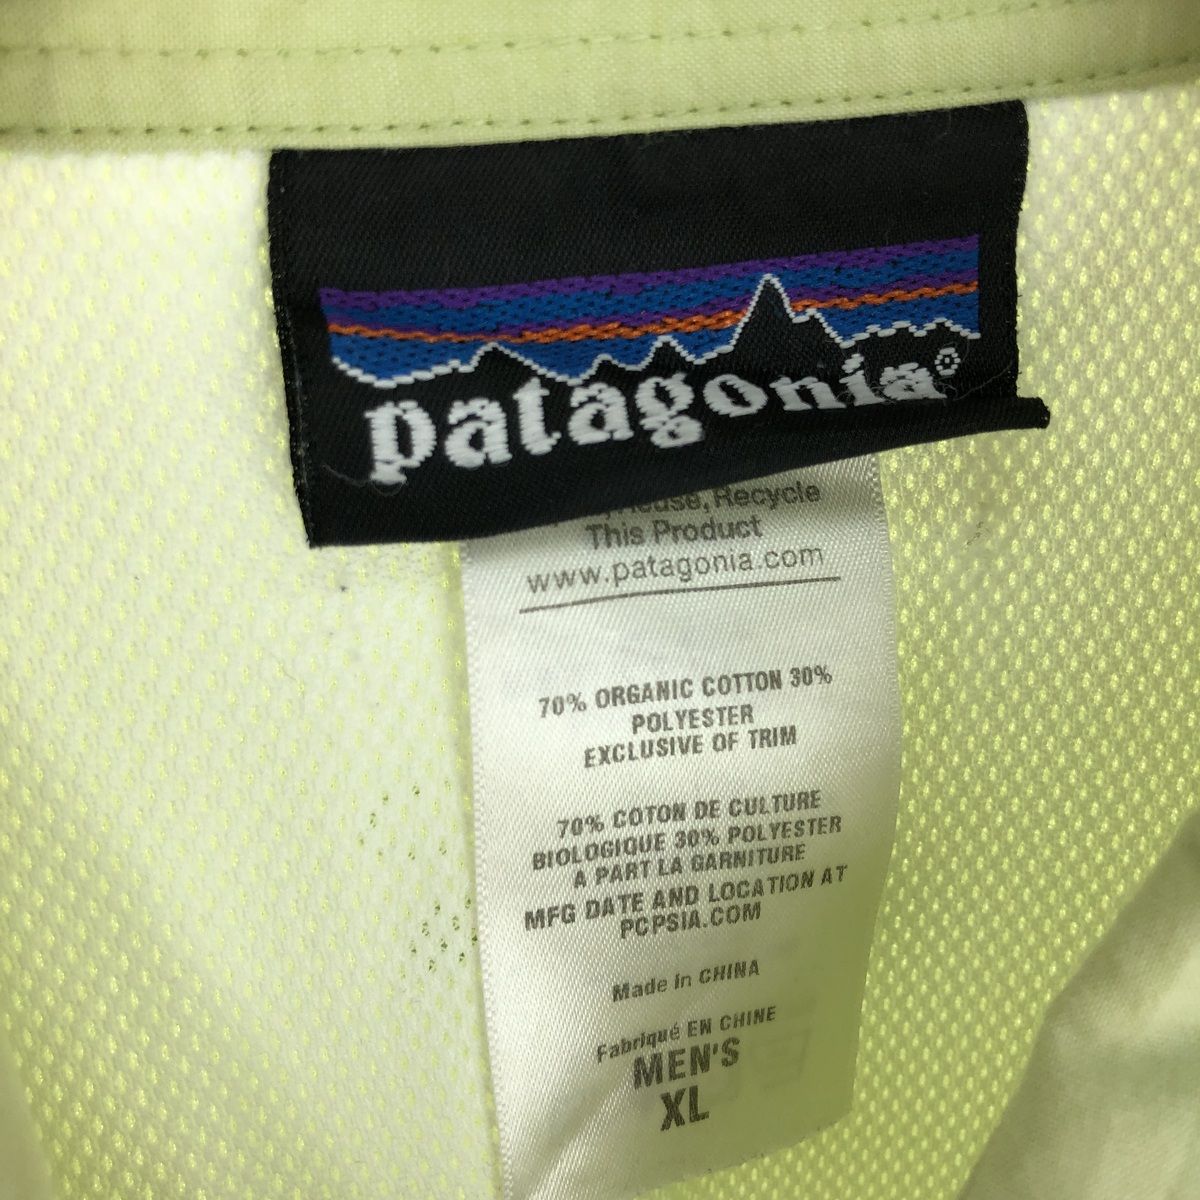 patagonia®
Reuse, Recycle
This Product
www.patagonia.com
70% ORGANIC COTTON 30%
POLYESTER
EXCLUSIVE OF TRIM
70% COTON DE CULTURE
BIOLOGIQUE 30% POLYESTER
A PART LA GARNITURE
MFG DATE AND LOCATION AT
PCPSIA.COM
Made in CHINA
Fabriqué EN CHINE
MEN'S
XL